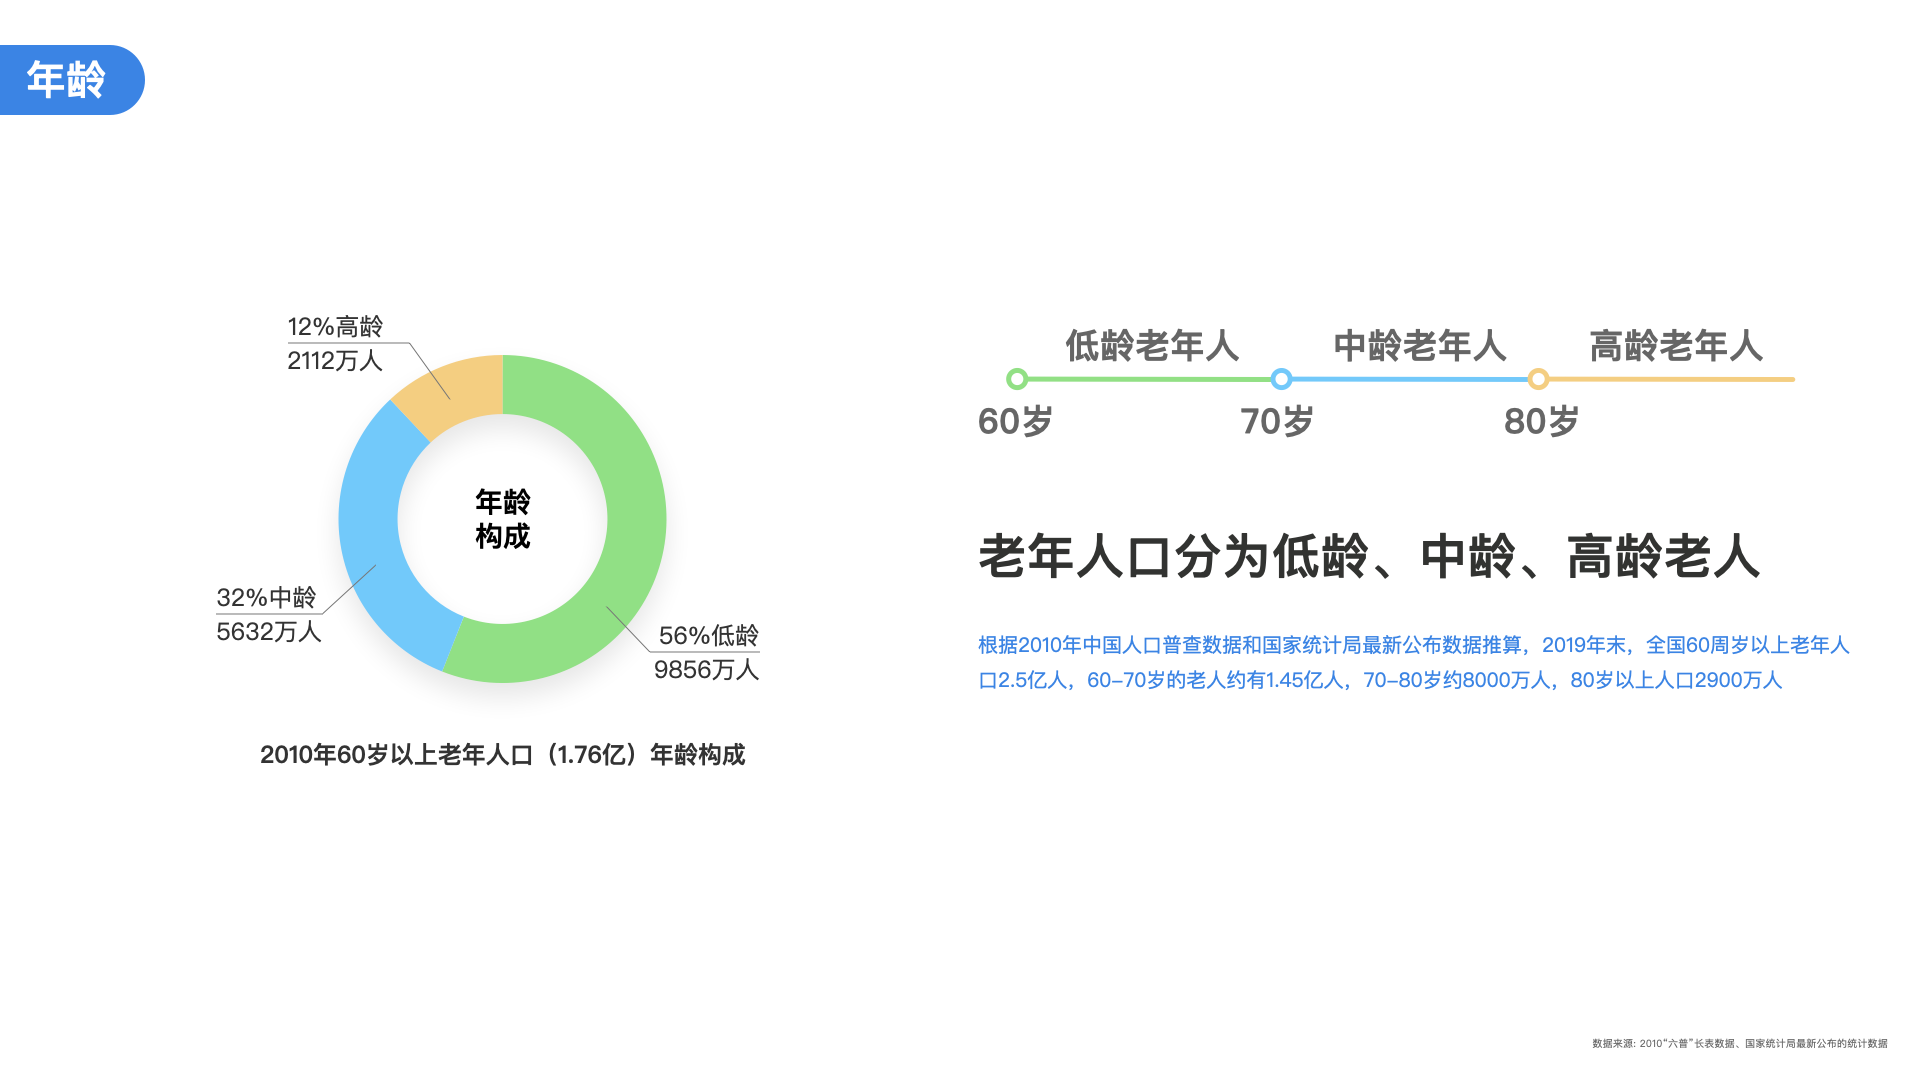 年龄
12%高龄
2112万人
年龄
构成
32%中龄
5632万人
56%低龄
9856万人
2010年60岁以上老年人口（1.76亿）年龄构成
低龄老年人 中龄老年人 高龄老年人
60岁 70岁 80岁
老年人口分为低龄、中龄、高龄老人
根据2010年中国人口普查数据和国家统计局最新公布数据推算，2019年末，全国60周岁以上老年人
口2.5亿人，60-70岁的老人约有1.45亿人，70-80岁约8000万人，80岁以上人口2900万人
数据来源: 2010“六普”长表数据、国家统计局最新公布的统计数据